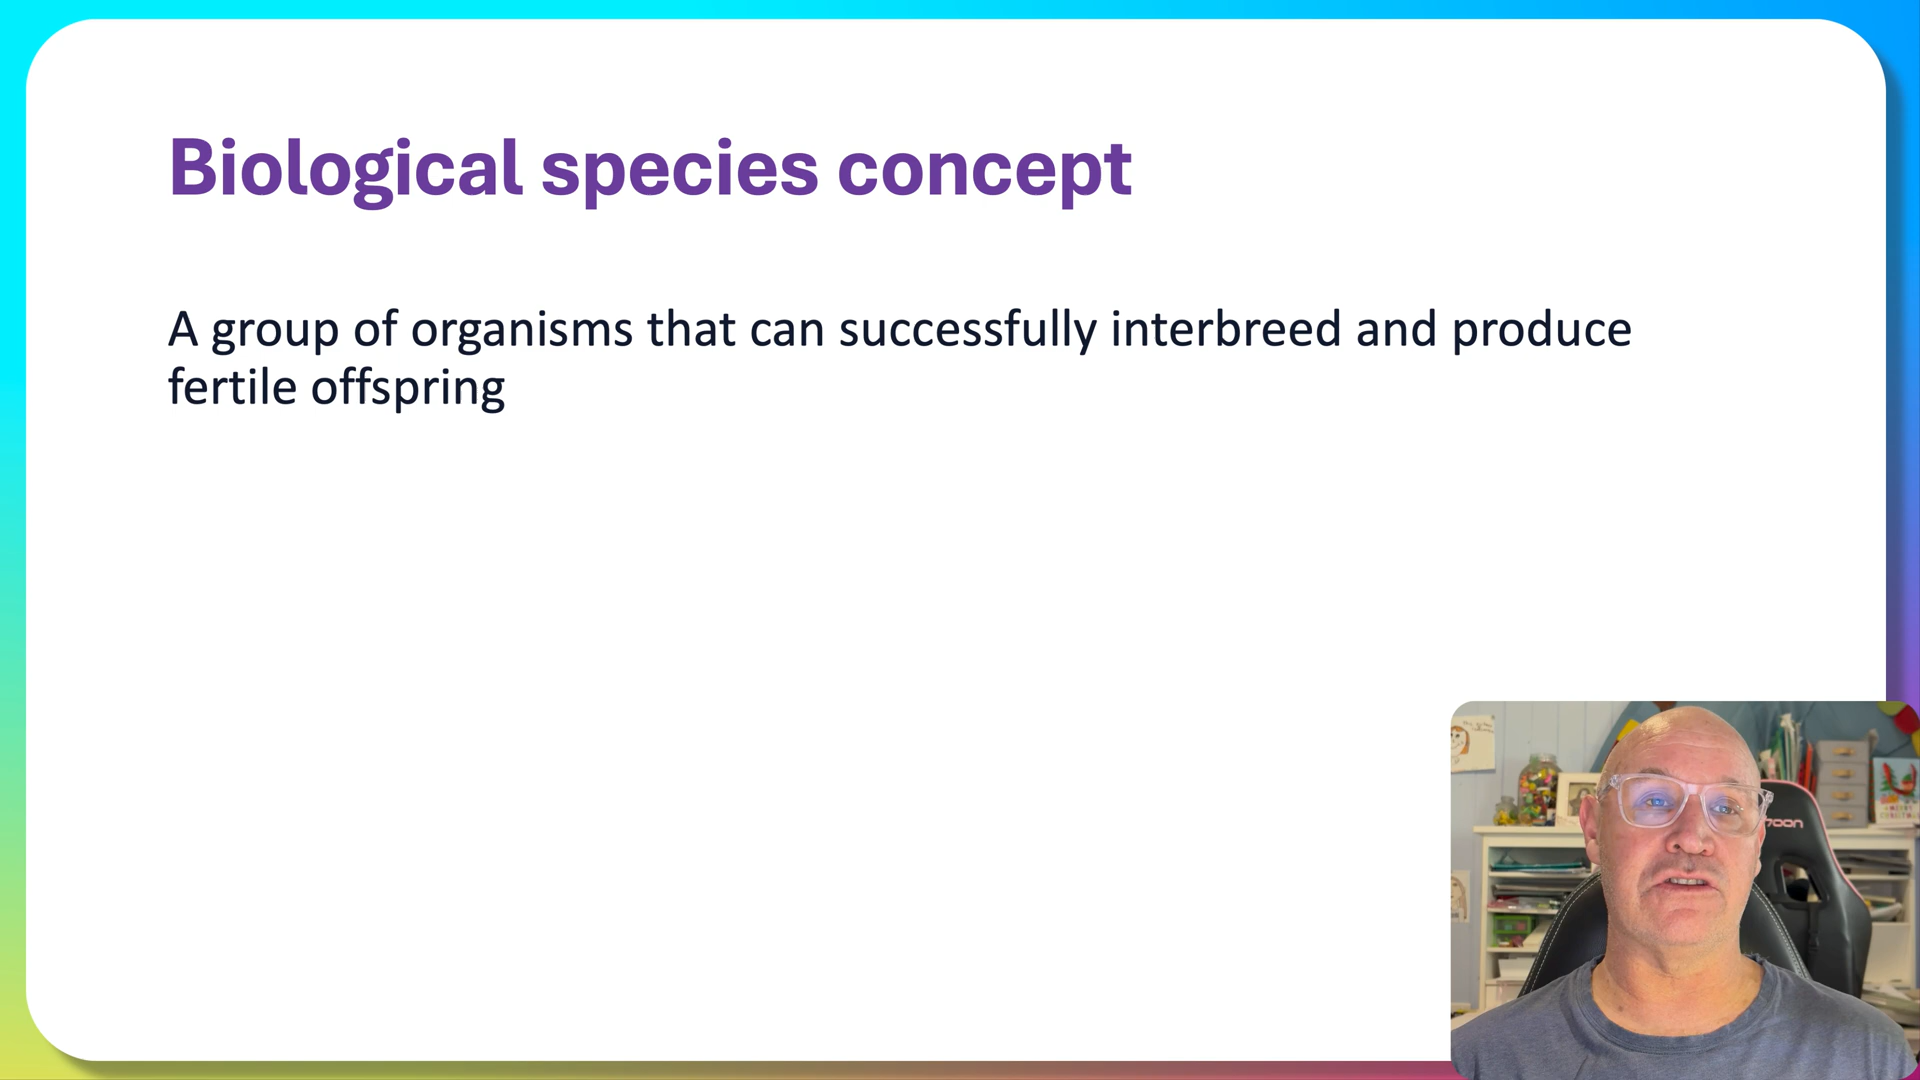 Biological species concept
A group of organisms that can successfully interbreed and produce
fertile offspring